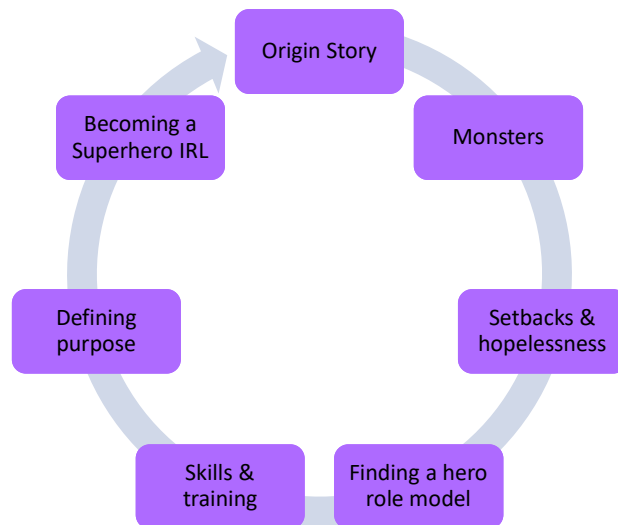 Origin Story
Monsters
Setbacks &
hopelessness
Finding a hero
role model
Skills &
training
Defining
purpose
Becoming a
Superhero IRL